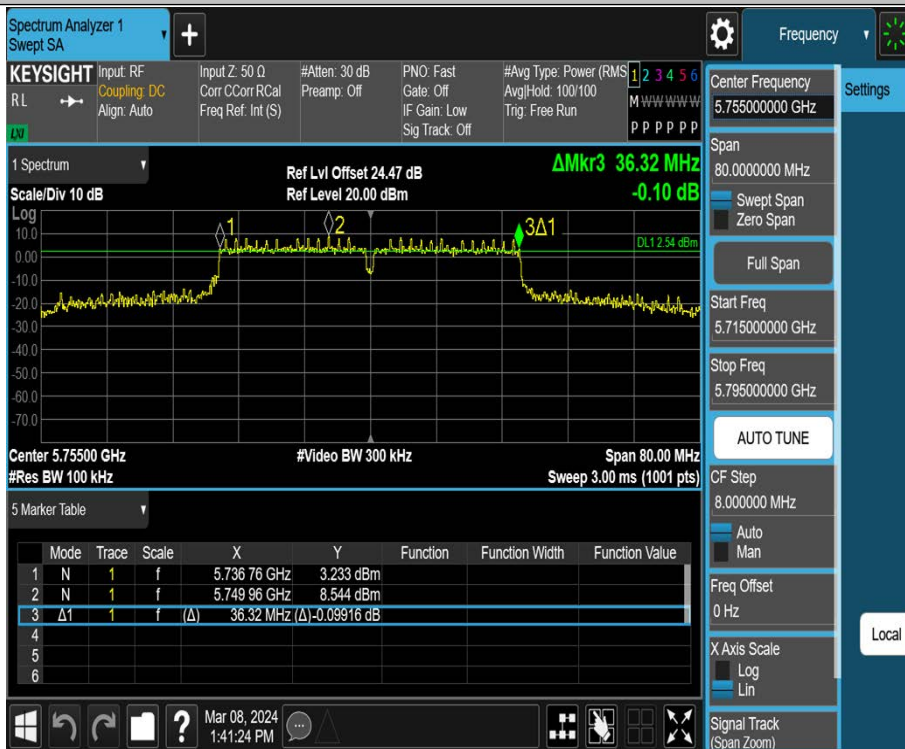 Spectrum Analyzer 1
Swept SA
+
Frequency
KEYSIGHT
RL
LXI
Input: RF
Coupling: DC
Align: Auto
Input Z: 50 Ω
Corr CCorr RCal
Freq Ref: Int (S)
#Atten: 30 dB
Preamp: Off
PNO: Fast
Gate: Off
IF Gain: Low
Sig Track: Off
#Avg Type: Power (RMS
Avg|Hold: 100/100
Trig: Free Run
1 2 3 4 5 6
M W W W W W
P P P P P P
1 Spectrum
Scale/Div 10 dB
Ref Lvl Offset 24.47 dB
Ref Level 20.00 dBm
ΔMkr3 36.32 MHz
-0.10 dB
Log
10.0
0.00
-10.0
-20.0
-30.0
-40.0
-50.0
-60.0
-70.0
1
2
3Δ1
DL1 2.54 dBm
Center 5.75500 GHz
#Res BW 100 kHz
#Video BW 300 kHz
Span 80.00 MHz
Sweep 3.00 ms (1001 pts)
5 Marker Table
Mode Trace Scale X Y Function Function Width Function Value
1 N 1 f 5.736 76 GHz 3.233 dBm
2 N 1 f 5.749 96 GHz 8.544 dBm
3 Δ1 1 f (Δ) 36.32 MHz (Δ)-0.09916 dB
4
5
6
?
Mar 08, 2024
1:41:24 PM
Center Frequency
5.755000000 GHz
Span
80.0000000 MHz
Swept Span
Zero Span
Full Span
Start Freq
5.715000000 GHz
Stop Freq
5.795000000 GHz
AUTO TUNE
CF Step
8.000000 MHz
Auto
Man
Freq Offset
0 Hz
X Axis Scale
Log
Lin
Signal Track
(Span Zoom)
Settings
Local